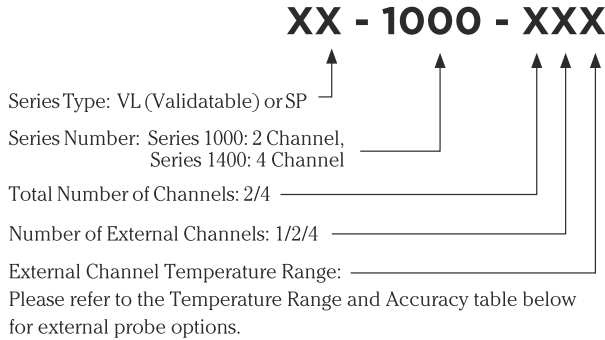 XX - 1000 - XXX
Series Type: VL (Validatable) or SP
Series Number: Series 1000: 2 Channel,
Series 1400: 4 Channel
Total Number of Channels: 2/4
Number of External Channels: 1/2/4
External Channel Temperature Range:
Please refer to the Temperature Range and Accuracy table below
for external probe options.